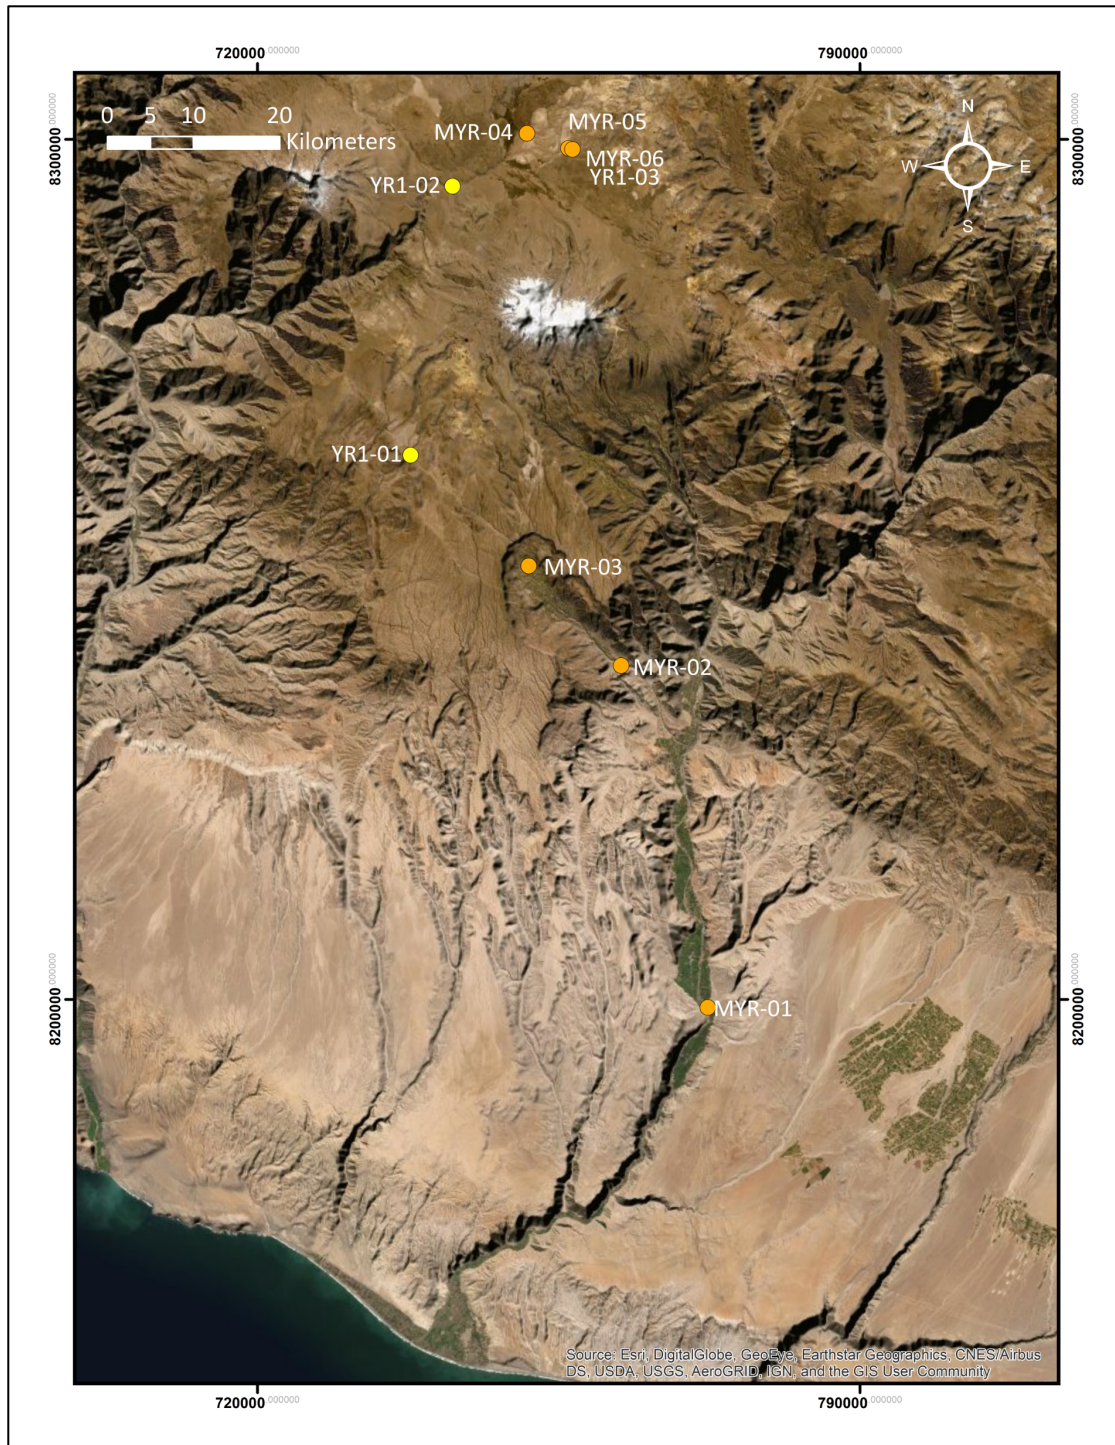 720000.000000 790000.000000
8300000.000000
8300000.000000
0 5 10 20
Kilometers
N
W E
S
MYR-04
MYR-05
MYR-06
YR1-03
YR1-02
YR1-01
MYR-03
MYR-02
MYR-01
8200000.000000
8200000.000000
Source: Esri, DigitalGlobe, GeoEye, Earthstar Geographics, CNES/Airbus
DS, USDA, USGS, AeroGRID, IGN, and the GIS User Community
720000.000000 790000.000000